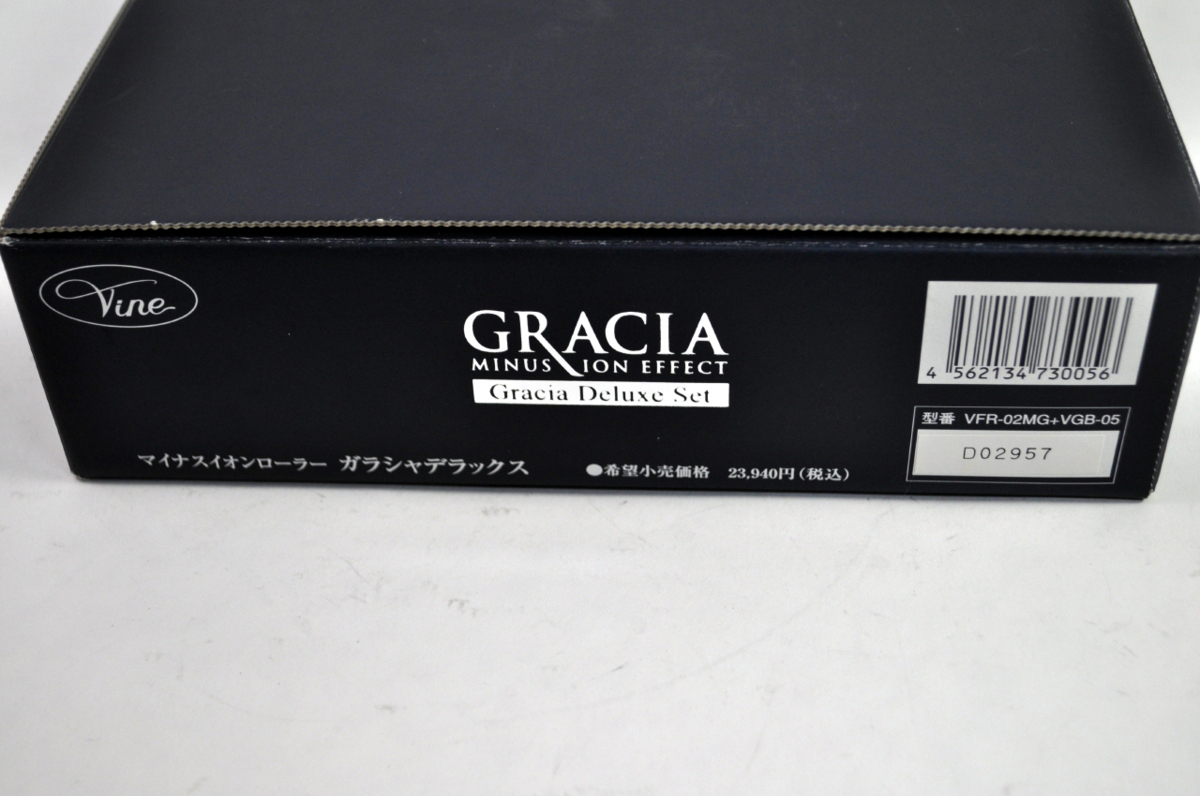 Vine
GRACIA
MINUS ION EFFECT
Gracia Deluxe Set
マイナスイオンローラー ガラシャデラックス
●希望小売価格 23,940円(税込)
4 562134 730056
型番 VFR-02MG+VGB-05
D02957